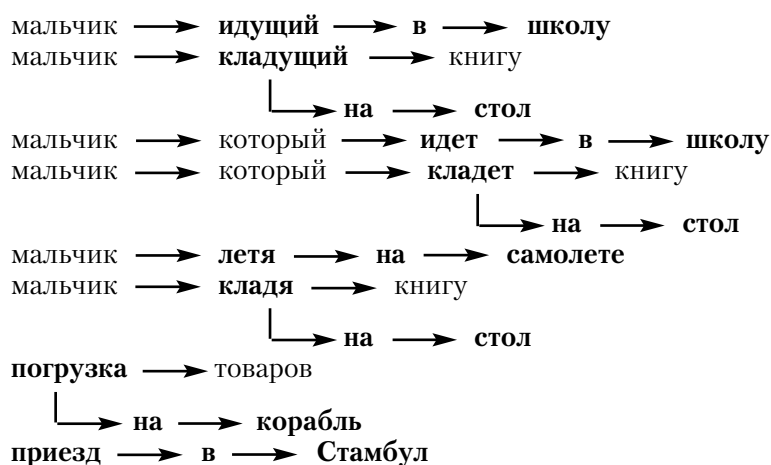 мальчик → идущий → в → школу
мальчик → кладущий → книгу
на → стол
мальчик → который → идет → в → школу
мальчик → который → кладет → книгу
на → стол
мальчик → летя → на → самолете
мальчик → кладя → книгу
на → стол
погрузка → товаров
на → корабль
приезд → в → Стамбул